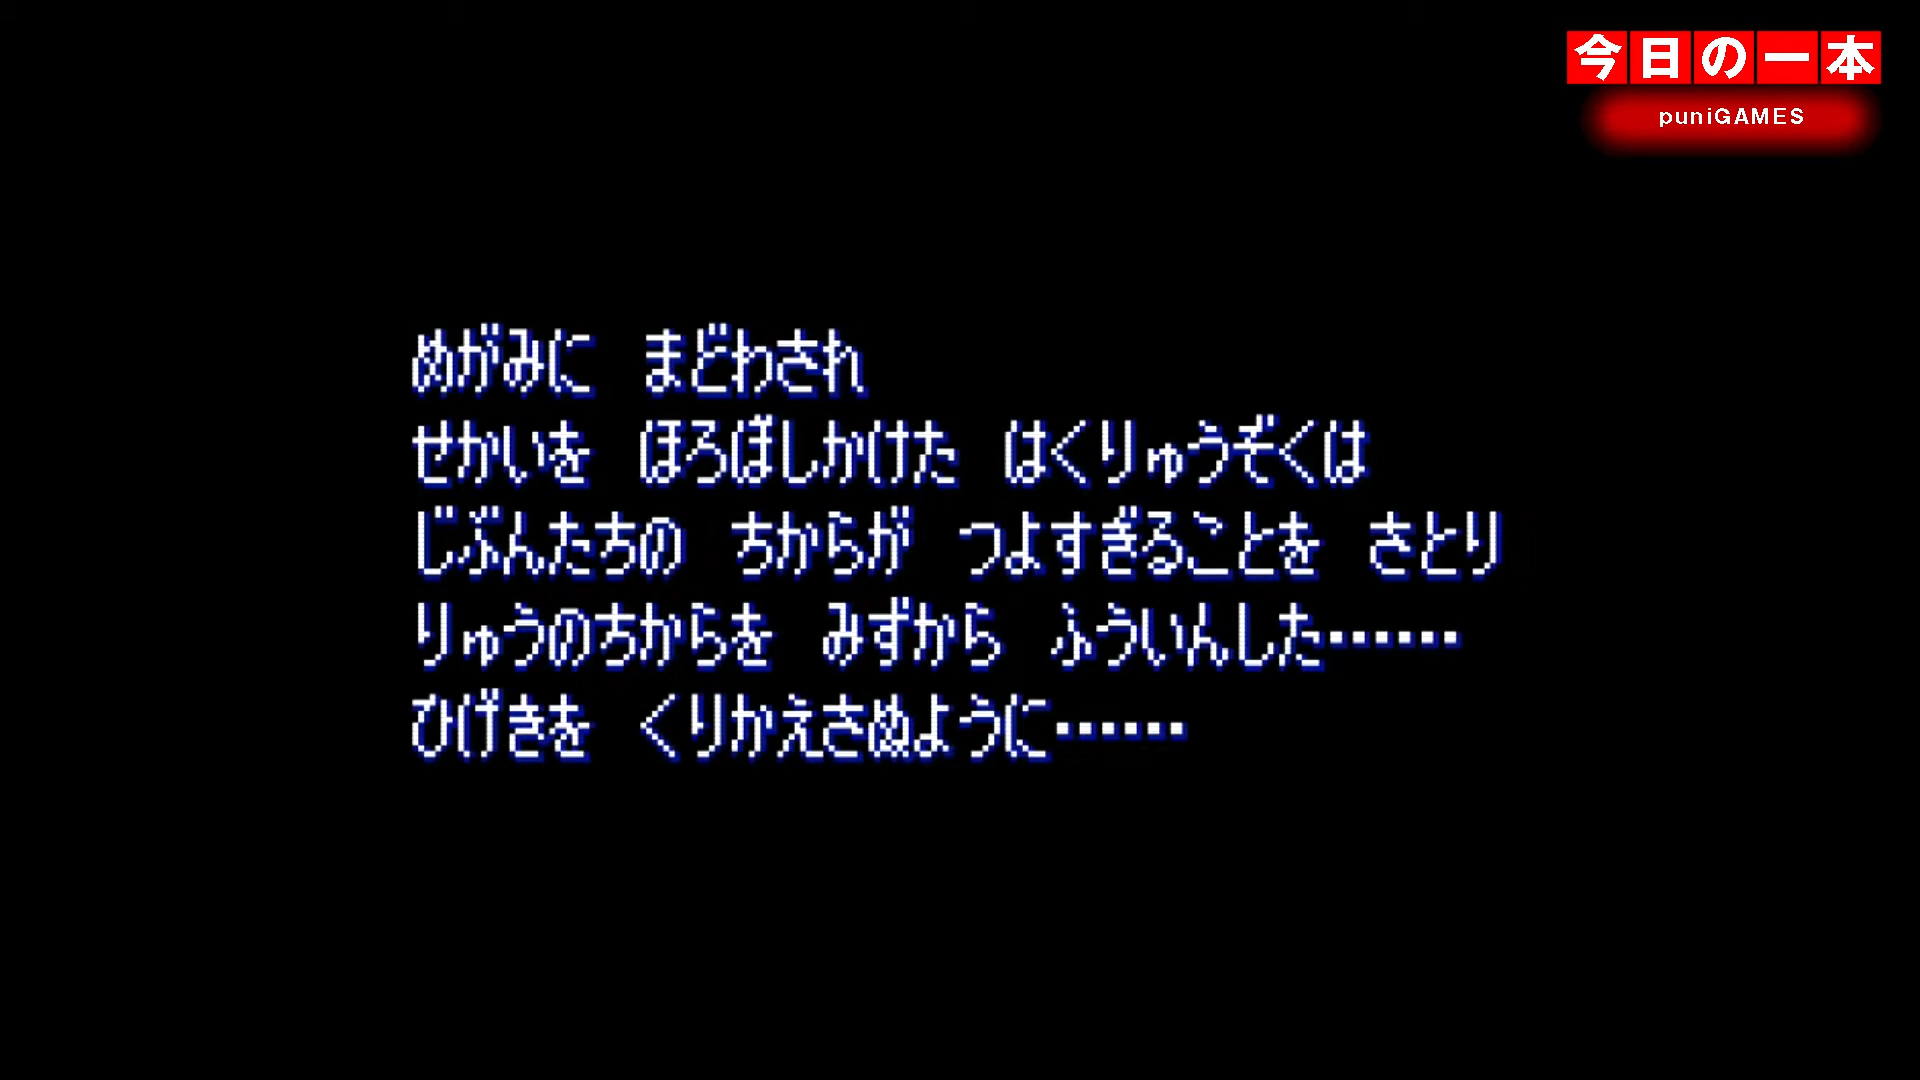 今日の一本
puniGAMES
めがみに　まどわされ
せかいを　ほろぼしかけた　はくりゅうぞくは
じぶんたちの　ちからが　つよすぎることを　さとり
りゅうのちからを　みずから　ふういんした‥‥‥
ひげきを　くりかえさぬように‥‥‥